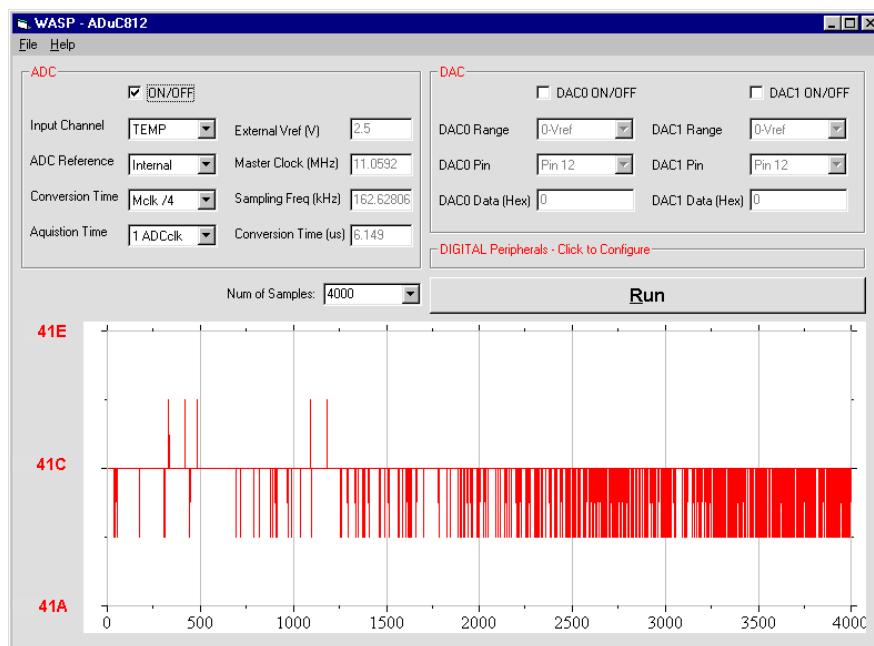 WASP - ADuC812
File Help
ADC
ON/OFF
Input Channel TEMP External Vref (V) 2.5
ADC Reference Internal Master Clock (MHz) 11.0592
Conversion Time Mclk /4 Sampling Freq (kHz) 162.62806
Aquistion Time 1 ADCclk Conversion Time (us) 6.149
DAC
DAC0 ON/OFF DAC1 ON/OFF
DAC0 Range 0-Vref DAC1 Range 0-Vref
DAC0 Pin Pin 12 DAC1 Pin Pin 12
DAC0 Data (Hex) 0 DAC1 Data (Hex) 0
DIGITAL Peripherals - Click to Configure
Num of Samples: 4000 Run
41E
41C
41A
0 500 1000 1500 2000 2500 3000 3500 4000